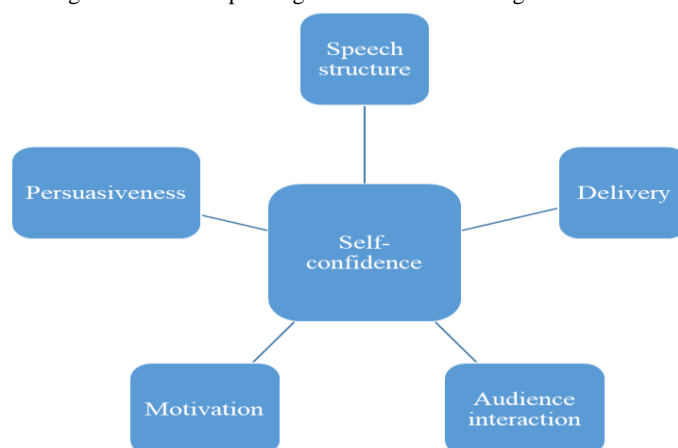 Speech
structure
Persuasiveness
Delivery
Self-
confidence
Motivation
Audience
interaction